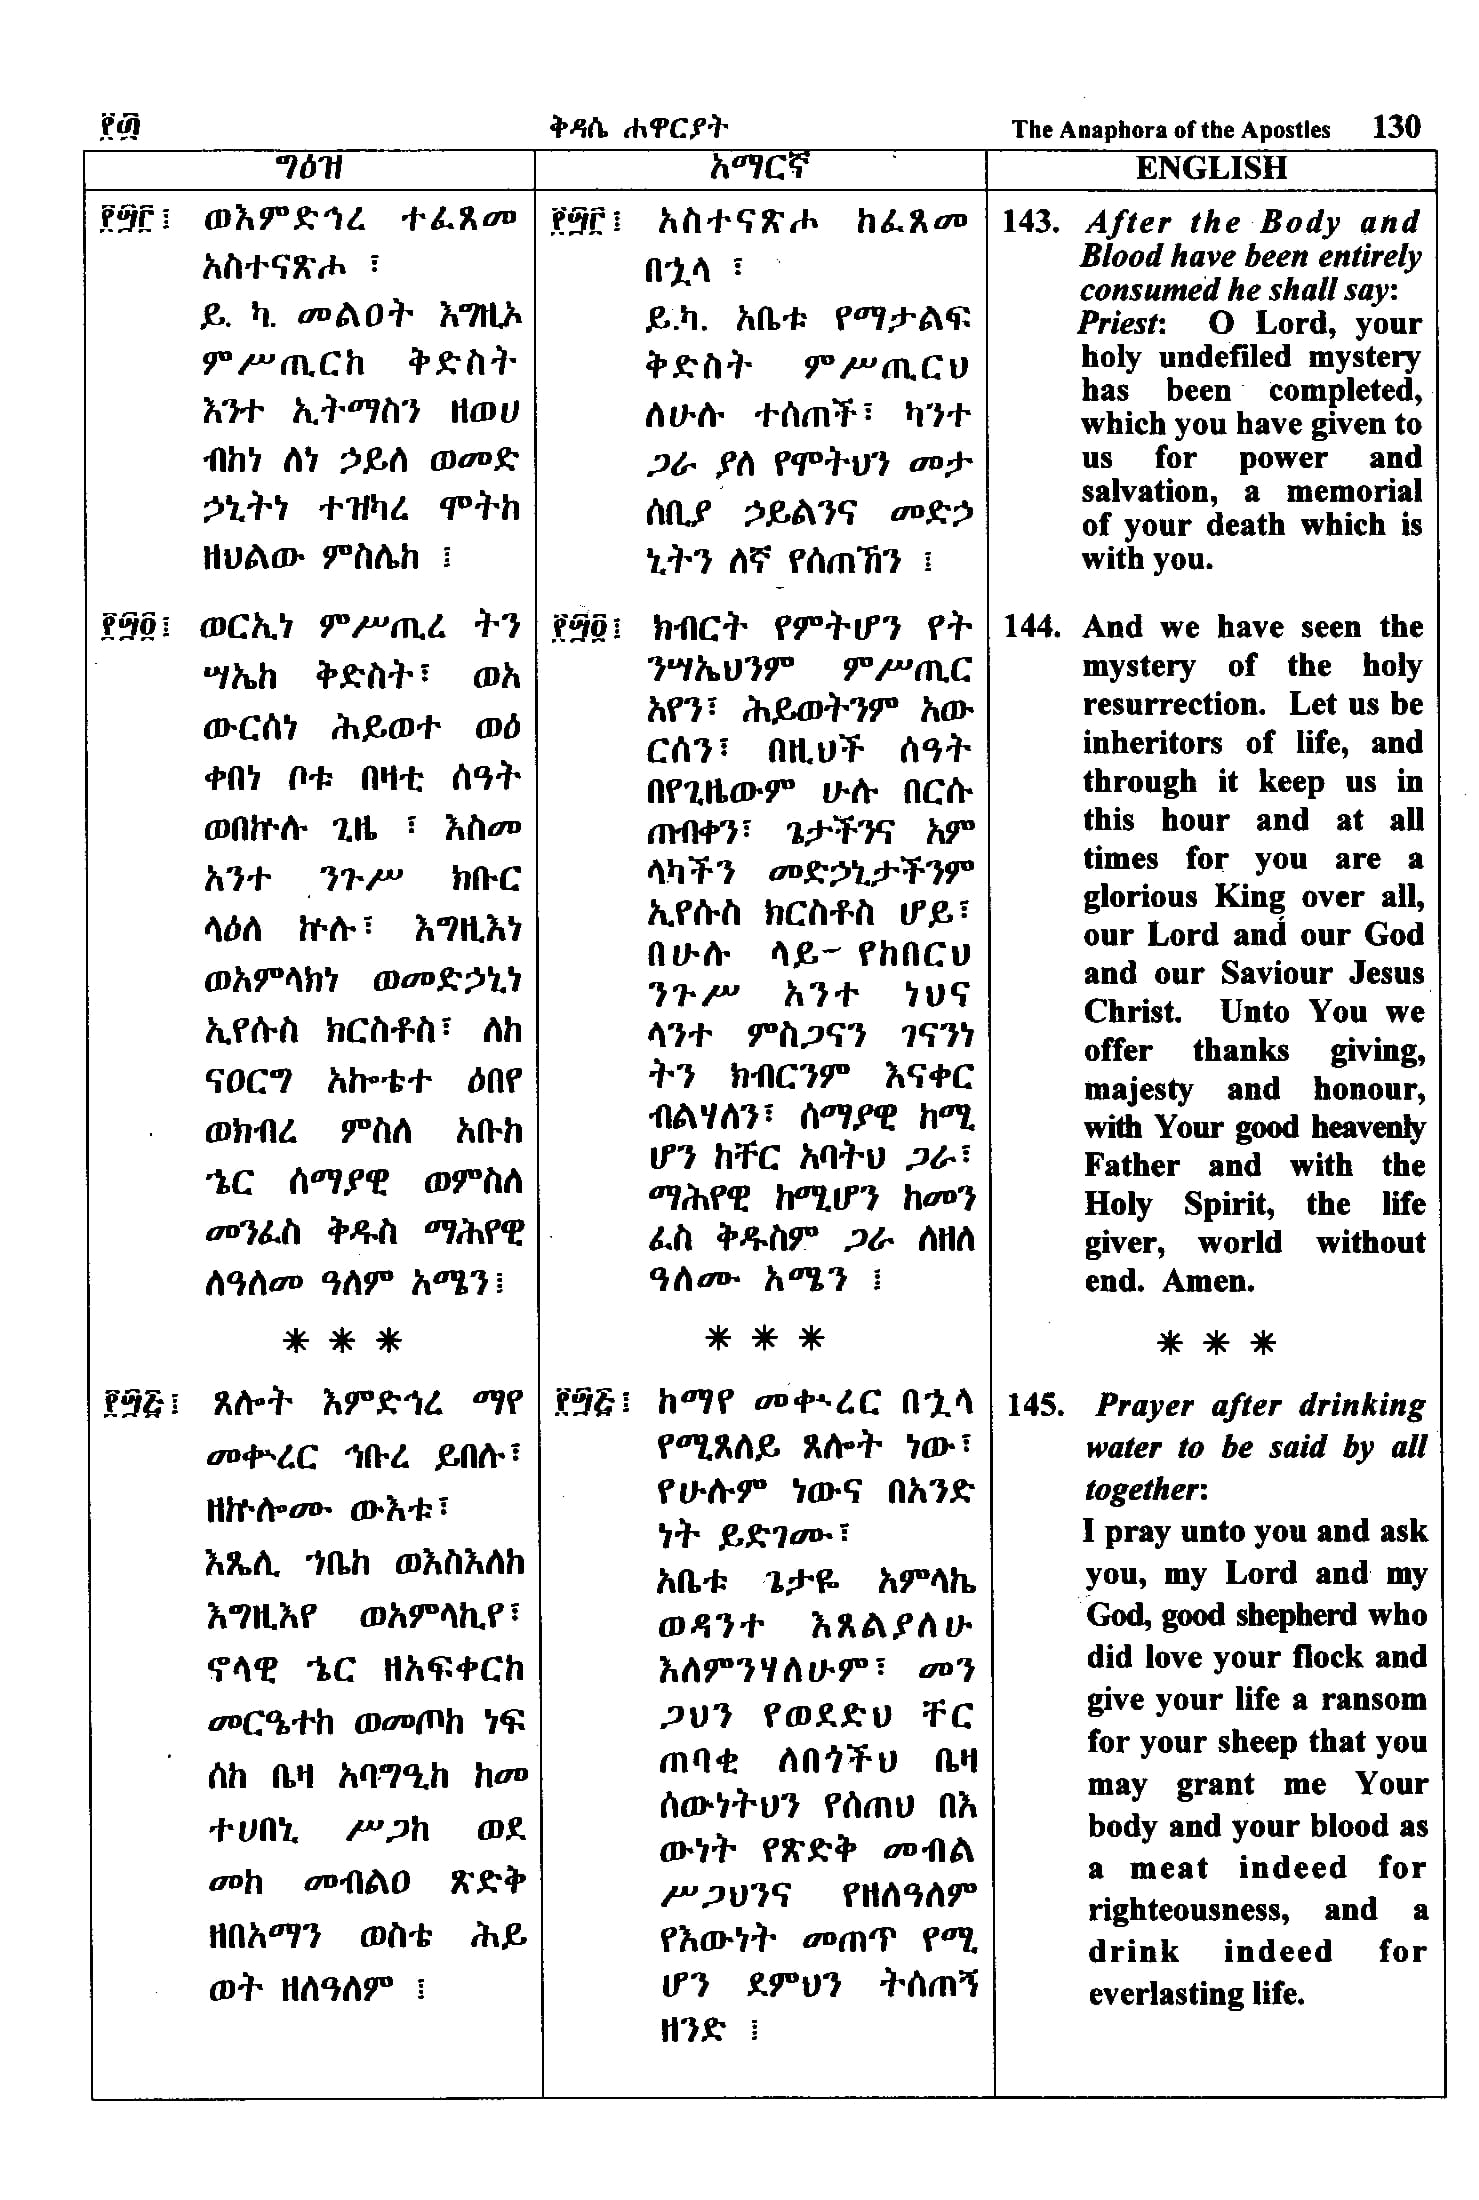 ፻፴
ቅዳሴ ሐዋርያት
The Anaphora of the Apostles 130
ግዕዝ
፻፵፫፤ ወእምድኅረ ተፈጸመ
አስተናጽሖ ፣
ይ. ካ. መልዐት እግዚኦ
ምሥጢርከ ቅድስት
እንተ ኢትማስን ዘወሀ
ብከነ ለነ ኃይለ ወመድ
ኃኒትነ ተዝካረ ሞትከ
ዘህልው ምስሌከ ፤
፻፵፬፤ ወርኢነ ምሥጢረ ትን
ሣኤከ ቅድስት፣ ወአ
ውርሰነ ሕይወተ ወዕ
ቀበነ ቦቱ በዛቲ ሰዓት
ወበኵሉ ጊዜ ፣ እስመ
አንተ ንጉሥ ክቡር
ላዕለ ኵሉ፣ እግዚእነ
ወአምላክነ ወመድኃኒነ
ኢየሱስ ክርስቶስ፣ ለከ
ናዐርግ አኰቴተ ዕበየ
ወክብረ ምስለ አቡከ
ኄር ሰማያዊ ወምስለ
መንፈስ ቅዱስ ማሕየዊ
ለዓለመ ዓለም አሜን፤
* * *
፻፵፭፤ ጸሎት እምድኅረ ማየ
መቍረር ኅቡረ ይበሉ፣
ዘኵሎሙ ውእቱ፣
እጼሊ ኀቤከ ወእስእለከ
እግዚእየ ወአምላኪየ፣
ኖላዊ ኄር ዘአፍቀርከ
መርዔተከ ወመጦከ ነፍ
ሰከ ቤዛ አባግዒከ ከመ
ተሀበኒ ሥጋከ ወደ
መከ መብልዐ ጽድቅ
ዘበአማን ወስቴ ሕይ
ወት ዘለዓለም ፤
አማርኛ
፻፵፫፤ አስተናጽሖ ከፈጸመ
በኋላ ፣
ይ.ካ. አቤቱ የማታልፍ
ቅድስት ምሥጢርህ
ለሁሉ ተሰጠች፣ ካንተ
ጋራ ያለ የሞትህን መታ
ሰቢያ ኃይልንና መድኃ
ኒትን ለኛ የሰጠኸን ፤
፻፵፬፤ ክብርት የምትሆን የት
ንሣኤህንም ምሥጢር
አየን፣ ሕይወትንም አው
ርሰን፣ በዚህች ሰዓት
በየጊዜውም ሁሉ በርሱ
ጠብቀን፣ ጌታችንና አም
ላካችን መድኃኒታችንም
ኢየሱስ ክርስቶስ ሆይ፣
በሁሉ ላይ የከበርህ
ንጉሥ አንተ ነህና
ላንተ ምስጋናን ገናንነ
ትን ክብርንም እናቀር
ብልሃለን፣ ሰማያዊ ከሚ
ሆን ከቸር አባትህ ጋራ፣
ማሕየዊ ከሚሆን ከመን
ፈስ ቅዱስም ጋራ ለዘለ
ዓለሙ አሜን ፤
* * *
፻፵፭፤ ከማየ መቍረር በኋላ
የሚጸለይ ጸሎት ነው፣
የሁሉም ነውና በአንድ
ነት ይድገሙ፣
አቤቱ ጌታዬ አምላኬ
ወዳንተ እጸልያለሁ
እለምንሃለሁም፣ መን
ጋህን የወደድህ ቸር
ጠባቂ ለበጎችህ ቤዛ
ሰውነትህን የሰጠህ በእ
ውነት የጽድቅ መብል
ሥጋህንና የዘለዓለም
የእውነት መጠጥ የሚ
ሆን ደምህን ትሰጠኝ
ዘንድ ፤
ENGLISH
143. After the Body and
Blood have been entirely
consumed he shall say:
Priest: O Lord, your
holy undefiled mystery
has been completed,
which you have given to
us for power and
salvation, a memorial
of your death which is
with you.
144. And we have seen the
mystery of the holy
resurrection. Let us be
inheritors of life, and
through it keep us in
this hour and at all
times for you are a
glorious King over all,
our Lord and our God
and our Saviour Jesus
Christ. Unto You we
offer thanks giving,
majesty and honour,
with Your good heavenly
Father and with the
Holy Spirit, the life
giver, world without
end. Amen.
* * *
145. Prayer after drinking
water to be said by all
together:
I pray unto you and ask
you, my Lord and my
God, good shepherd who
did love your flock and
give your life a ransom
for your sheep that you
may grant me Your
body and your blood as
a meat indeed for
righteousness, and a
drink indeed for
everlasting life.